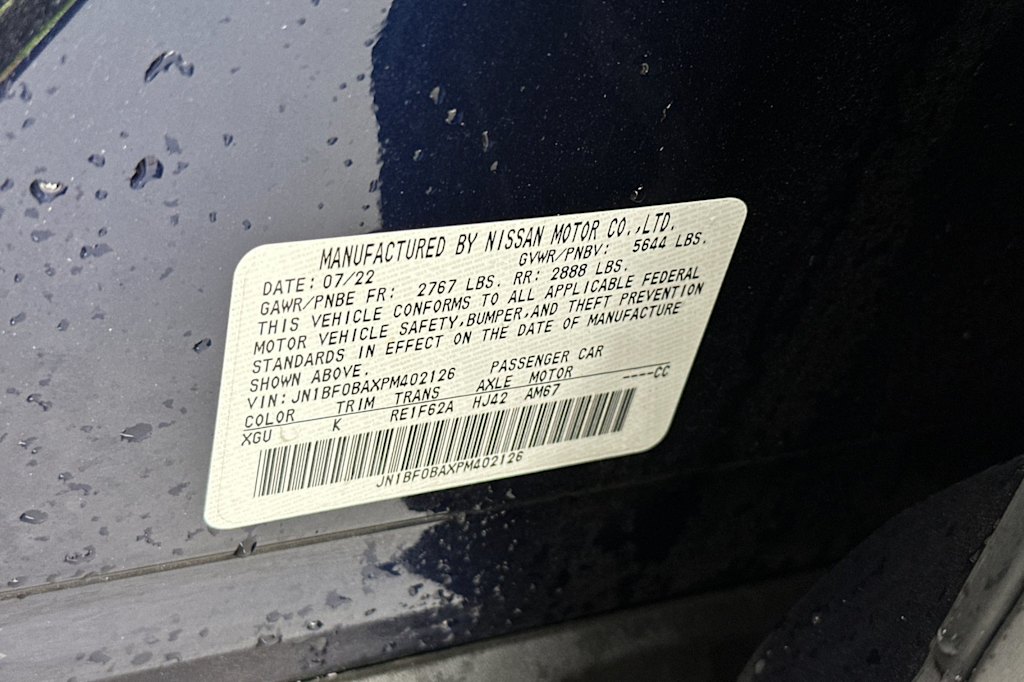 MANUFACTURED BY NISSAN MOTOR CO.,LTD.
DATE: 07/22 GVWR/PNBV: 5644 LBS.
GAWR/PNBE FR: 2767 LBS. RR: 2888 LBS.
THIS VEHICLE CONFORMS TO ALL APPLICABLE FEDERAL
MOTOR VEHICLE SAFETY,BUMPER,AND THEFT PREVENTION
STANDARDS IN EFFECT ON THE DATE OF MANUFACTURE
SHOWN ABOVE.
VIN: JN1BF0BAXPM402126 PASSENGER CAR
COLOR TRIM TRANS AXLE MOTOR ----CC
XGU K RE1F62A HJ42 AM67
JN1BF0BAXPM402126